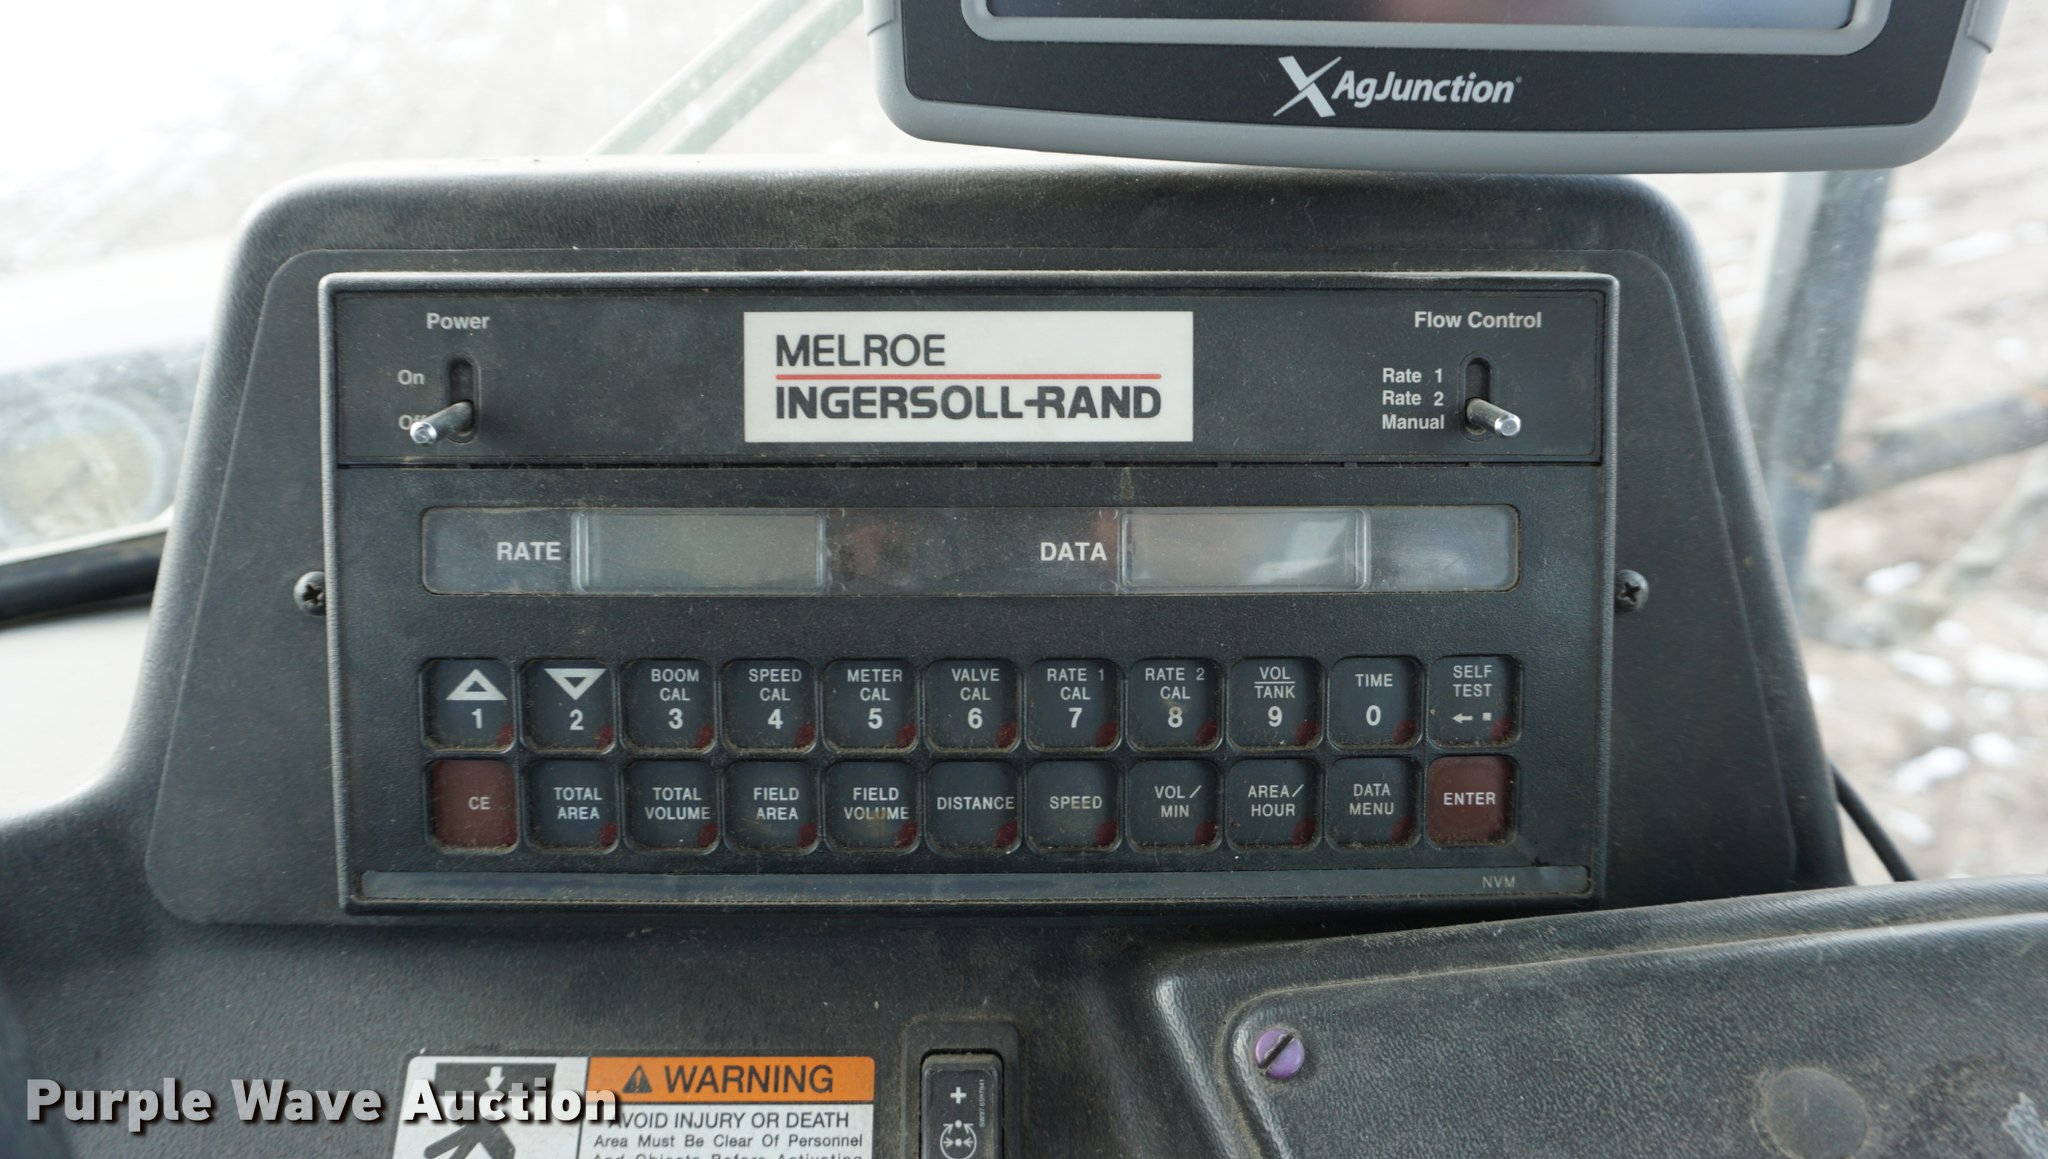 AgJunction
Power
On
MELROE
INGERSOLL-RAND
Flow Control
Rate 1
Rate 2
Manual
RATE
DATA
1
2
BOOM CAL 3
SPEED CAL 4
METER CAL 5
VALVE CAL 6
RATE 1 CAL 7
RATE 2 CAL 8
VOL TANK 9
TIME 0
SELF TEST
CE
TOTAL AREA
TOTAL VOLUME
FIELD AREA
FIELD VOLUME
DISTANCE
SPEED
VOL/MIN
AREA/HOUR
DATA MENU
ENTER
NVM
WARNING
AVOID INJURY OR DEATH
Area Must Be Clear Of Personnel
And Objects Before Activating
Purple Wave Auction